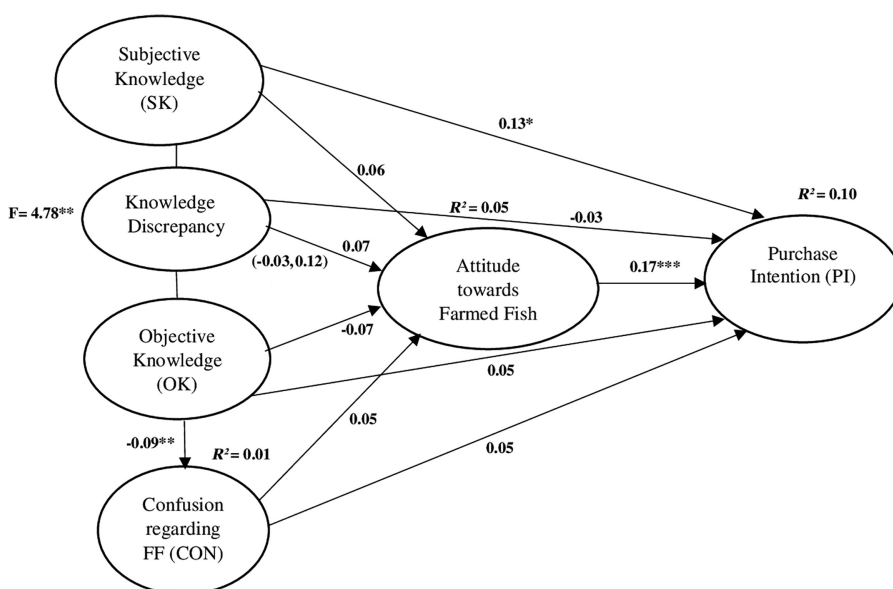 Subjective
Knowledge
(SK)
0.13*
0.06
R² = 0.10
Knowledge
Discrepancy
F= 4.78**
R² = 0.05
-0.03
0.07
(-0.03, 0.12)
Attitude
towards
Farmed Fish
0.17***
Purchase
Intention (PI)
Objective
Knowledge
(OK)
-0.07
0.05
-0.09**
R² = 0.01
0.05
0.05
Confusion
regarding
FF (CON)